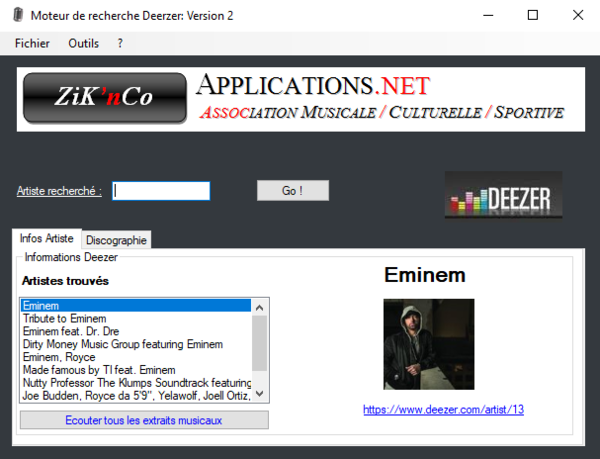 Moteur de recherche Deerzer: Version 2
Fichier Outils ?
ZiK'nCo
APPLICATIONS.NET
ASSOCIATION MUSICALE / CULTURELLE / SPORTIVE
Artiste recherché :
Go !
DEEZER
Infos Artiste
Discographie
Informations Deezer
Artistes trouvés
Eminem
Eminem
Tribute to Eminem
Eminem feat. Dr. Dre
Dirty Money Music Group featuring Eminem
Eminem, Royce
Made famous by TI feat. Eminem
Nutty Professor The Klumps Soundtrack featuring
Joe Budden, Royce da 5'9", Yelawolf, Joell Ortiz,
Ecouter tous les extraits musicaux
https://www.deezer.com/artist/13